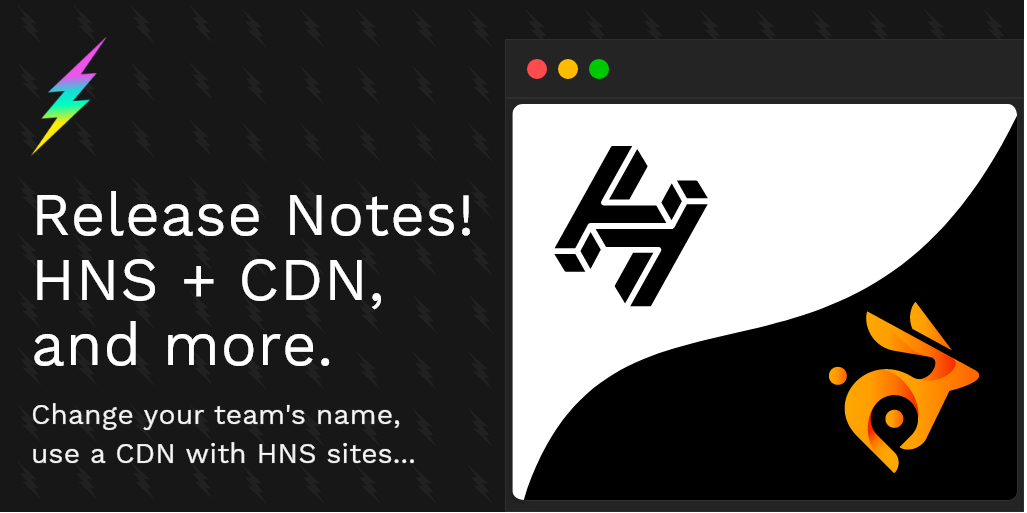 Release Notes!
HNS + CDN,
and more.
Change your team's name,
use a CDN with HNS sites...